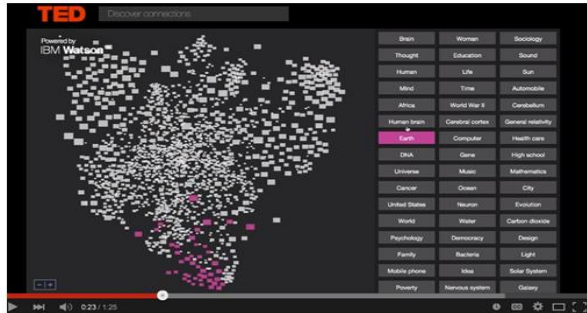 TED Discover connections.
Powered by
IBM Watson
Brain Woman Sociology
Thought Education Sound
Human Life Sun
Mind Time Automobile
Africa World War II Cerebellum
Human brain Cerebral cortex General relativity
Earth Computer Health care
DNA Gene High school
Universe Music Mathematics
Cancer Ocean City
United States Neuron Evolution
World Water Carbon dioxide
Psychology Democracy Design
Family Bacteria Light
Mobile phone Idea Solar System
Poverty Nervous system Galaxy
0:23 / 1:25